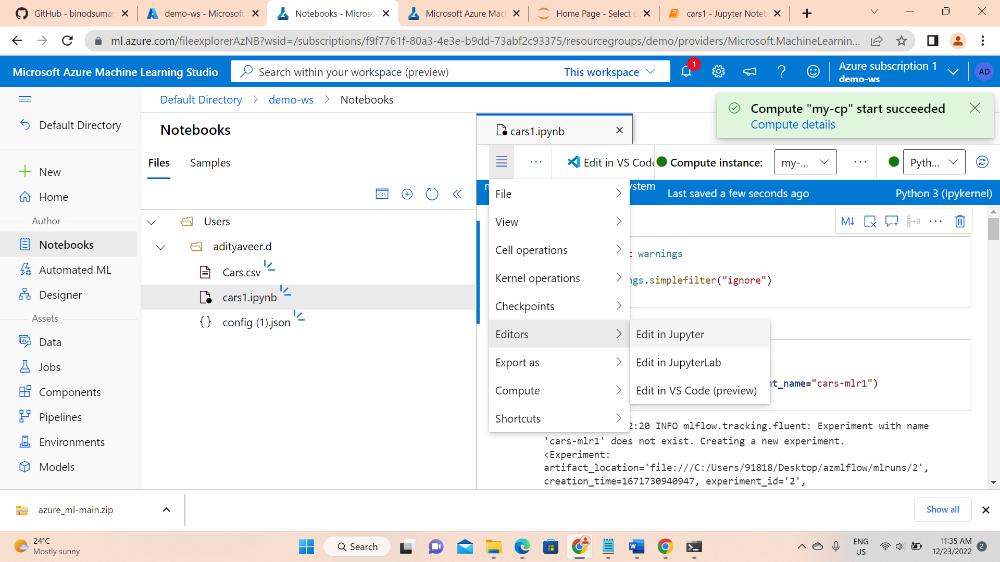 GitHub - binodsuman
demo-ws - Microsoft
Notebooks - Microso
Microsoft Azure Mac
Home Page - Select o
cars1 - Jupyter Noteb
ml.azure.com/fileexplorerAzNB?wsid=/subscriptions/f9f7761f-80a3-4e3e-b9dd-73abf2c93375/resourcegroups/demo/providers/Microsoft.MachineLearnin...
Microsoft Azure Machine Learning Studio
Search within your workspace (preview)
This workspace
1
Azure subscription 1
demo-ws
AD
Default Directory
demo-ws
Notebooks
Compute "my-cp" start succeeded
Compute details
Default Directory
New
Home
Author
Notebooks
Automated ML
Designer
Assets
Data
Jobs
Components
Pipelines
Environments
Models
Notebooks
Files
Samples
Users
adityaveer.d
Cars.csv
cars1.ipynb
config (1).json
cars1.ipynb
Edit in VS Code
Compute instance:
my-...
Pyth...
ystem
Last saved a few seconds ago
Python 3 (Ipykernel)
File
View
Cell operations
Kernel operations
Checkpoints
Editors
Export as
Compute
Shortcuts
Edit in Jupyter
Edit in JupyterLab
Edit in VS Code (preview)
M↓
warnings
ngs.simplefilter("ignore")
nt_name="cars-mlr1")
2:20 INFO mlflow.tracking.fluent: Experiment with name
'cars-mlr1' does not exist. Creating a new experiment.
<Experiment:
artifact_location='file:///C:/Users/91818/Desktop/azmlflow/mlruns/2',
creation_time=1671730940947, experiment_id='2',
azure_ml-main.zip
Show all
24°C
Mostly sunny
Search
ENG
US
11:35 AM
12/23/2022
2